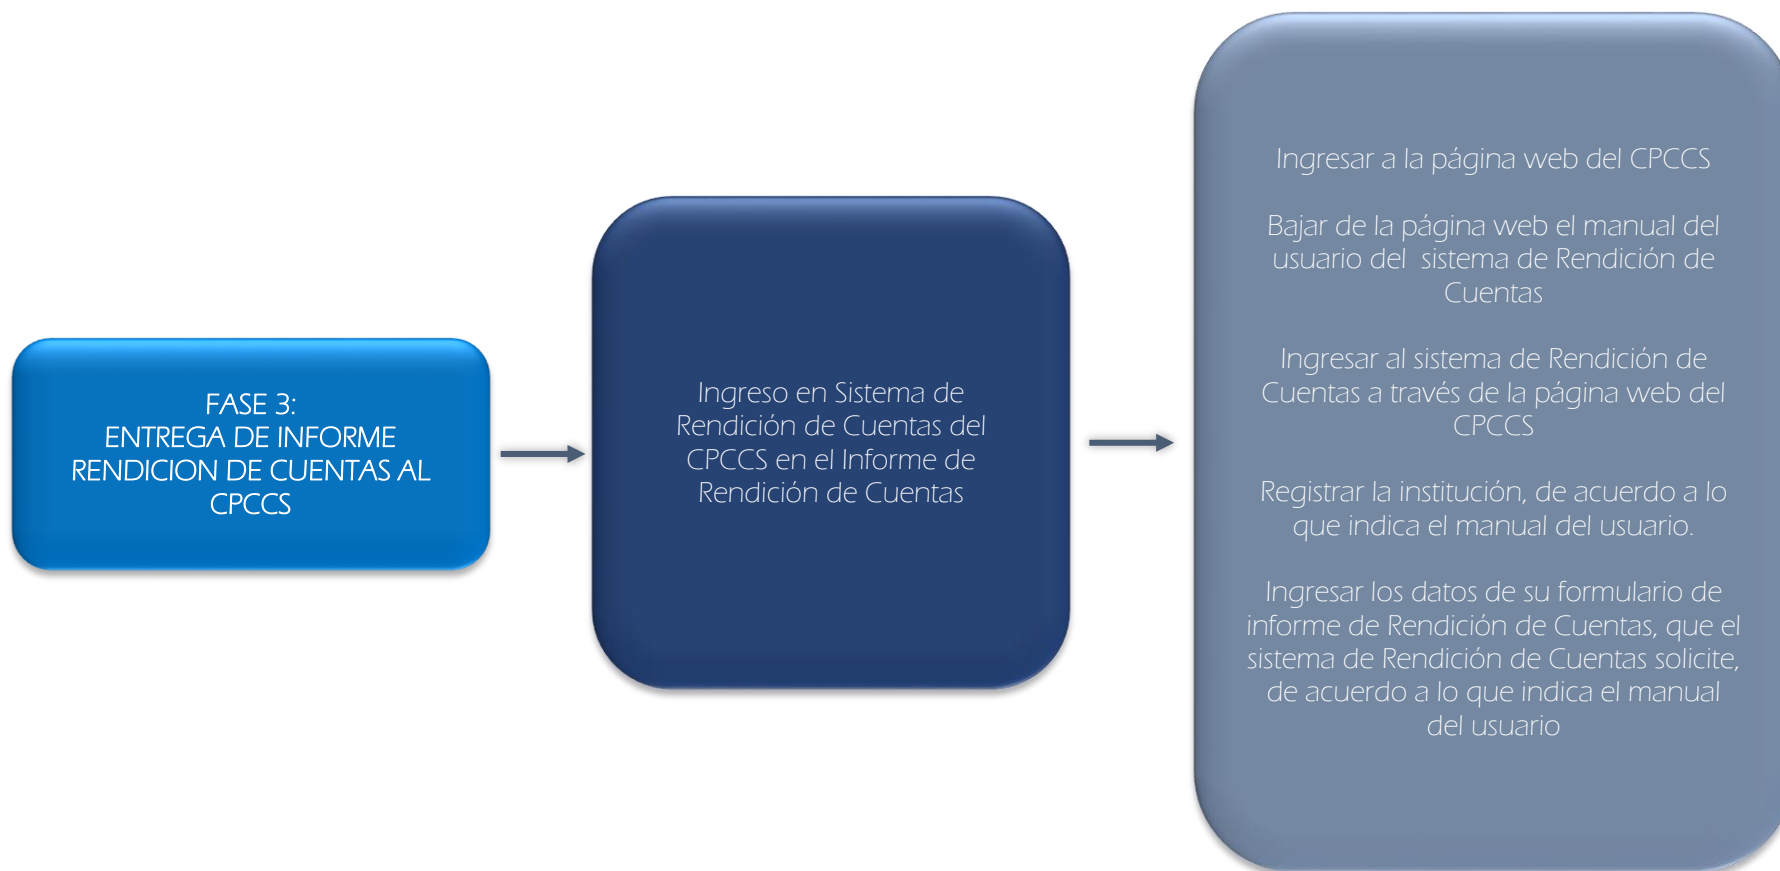 FASE 3:
ENTREGA DE INFORME
RENDICION DE CUENTAS AL
CPCCS
Ingreso en Sistema de
Rendición de Cuentas del
CPCCS en el Informe de
Rendición de Cuentas
Ingresar a la página web del CPCCS
Bajar de la página web el manual del
usuario del  sistema de Rendición de
Cuentas
Ingresar al sistema de Rendición de
Cuentas a través de la página web del
CPCCS
Registrar la institución, de acuerdo a lo
que indica el manual del usuario.
Ingresar los datos de su formulario de
informe de Rendición de Cuentas, que el
sistema de Rendición de Cuentas solicite,
de acuerdo a lo que indica el manual
del usuario